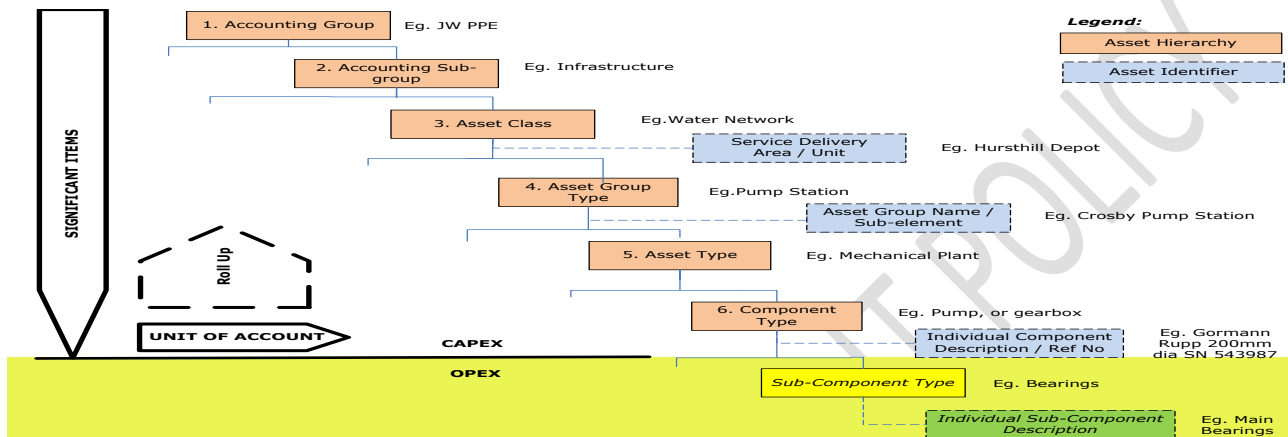 1. Accounting Group
Eg. JW PPE
Legend:
Asset Hierarchy
Asset Identifier
2. Accounting Sub-
group
Eg. Infrastructure
3. Asset Class
Eg.Water Network
Service Delivery
Area / Unit
Eg. Hursthill Depot
4. Asset Group
Type
Eg.Pump Station
Asset Group Name /
Sub-element
Eg. Crosby Pump Station
5. Asset Type
Eg. Mechanical Plant
6. Component
Type
Eg. Pump, or gearbox
Individual Component
Description / Ref No
Eg. Gormann
Rupp 200mm
dia SN 543987
SIGNIFICANT ITEMS
Roll Up
UNIT OF ACCOUNT
CAPEX
OPEX
Sub-Component Type
Eg. Bearings
Individual Sub-Component
Description
Eg. Main
Bearings
T POLICY